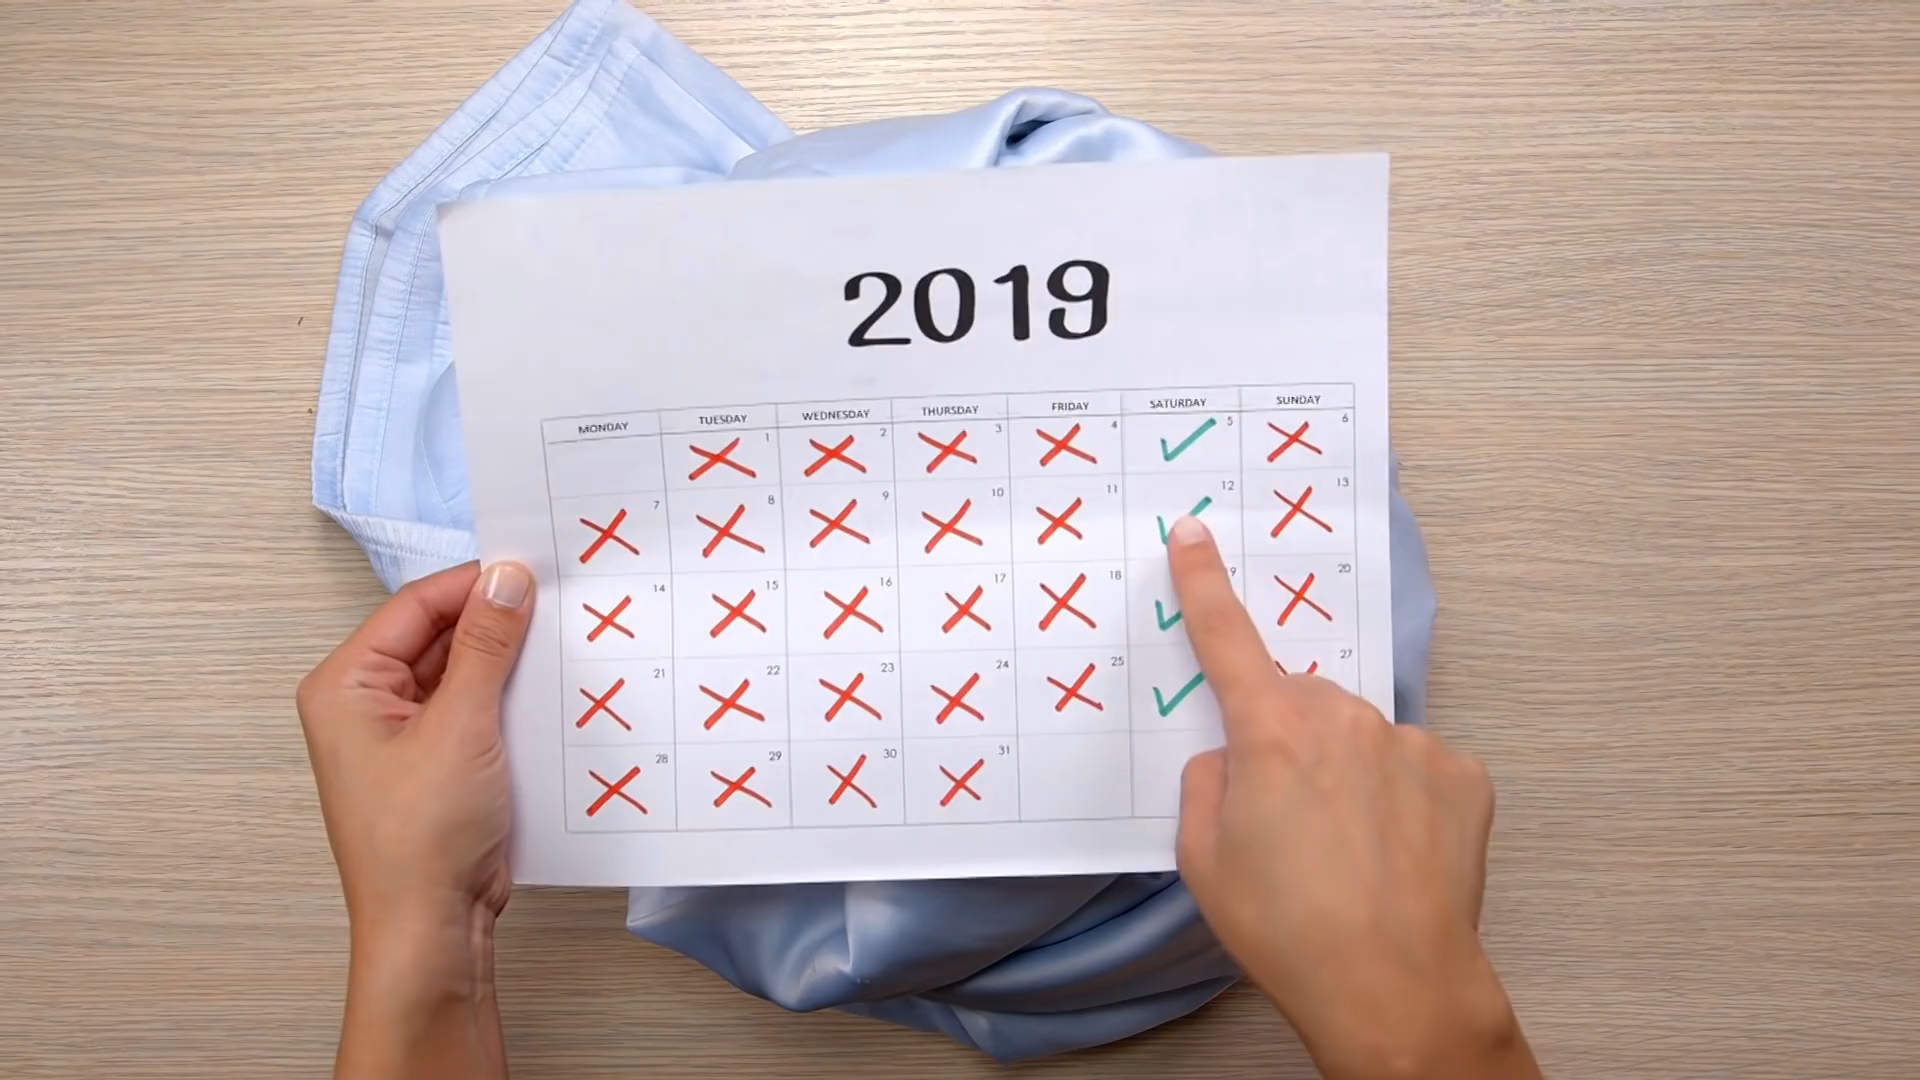 2019
MONDAY TUESDAY WEDNESDAY THURSDAY FRIDAY SATURDAY SUNDAY
1 2 3 4 5 6
7 8 9 10 11 12 13
14 15 16 17 18 9 20
21 22 23 24 25 27
28 29 30 31